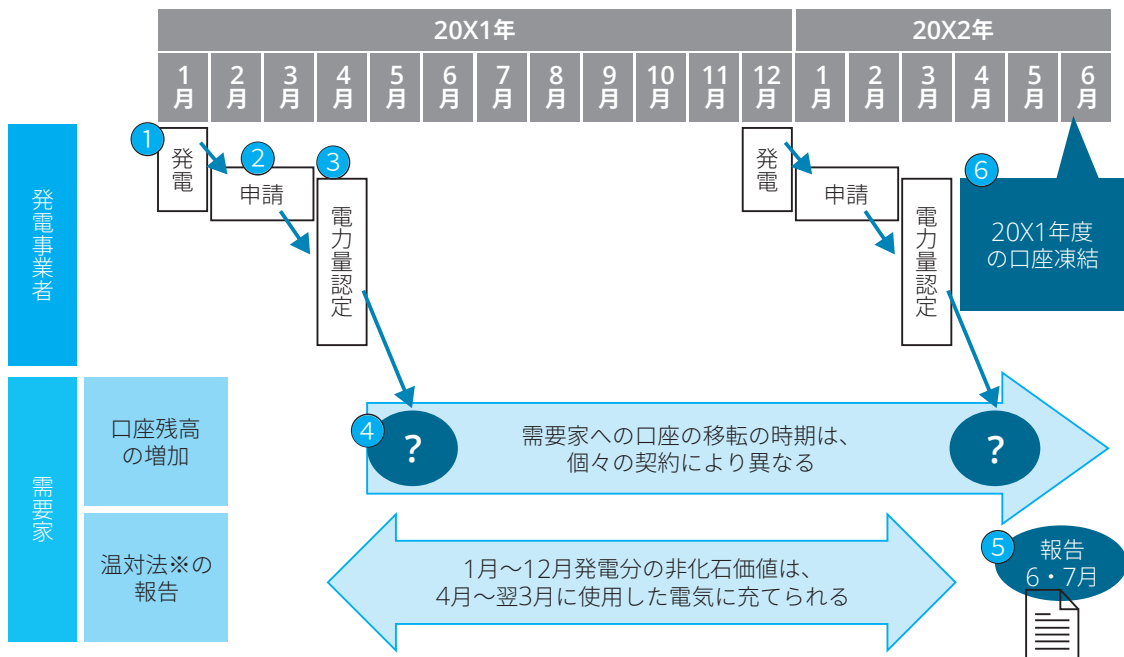 20X1年
20X2年
1月
2月
3月
4月
5月
6月
7月
8月
9月
10月
11月
12月
1月
2月
3月
4月
5月
6月
発電事業者
1
発電
2
申請
3
電力量認定
発電
申請
電力量認定
6
20X1年度
の口座凍結
需要家
口座残高
の増加
4
?
需要家への口座の移転の時期は、
個々の契約により異なる
?
温対法※の
報告
1月～12月発電分の非化石価値は、
4月～翌3月に使用した電気に充てられる
5
報告
6・7月